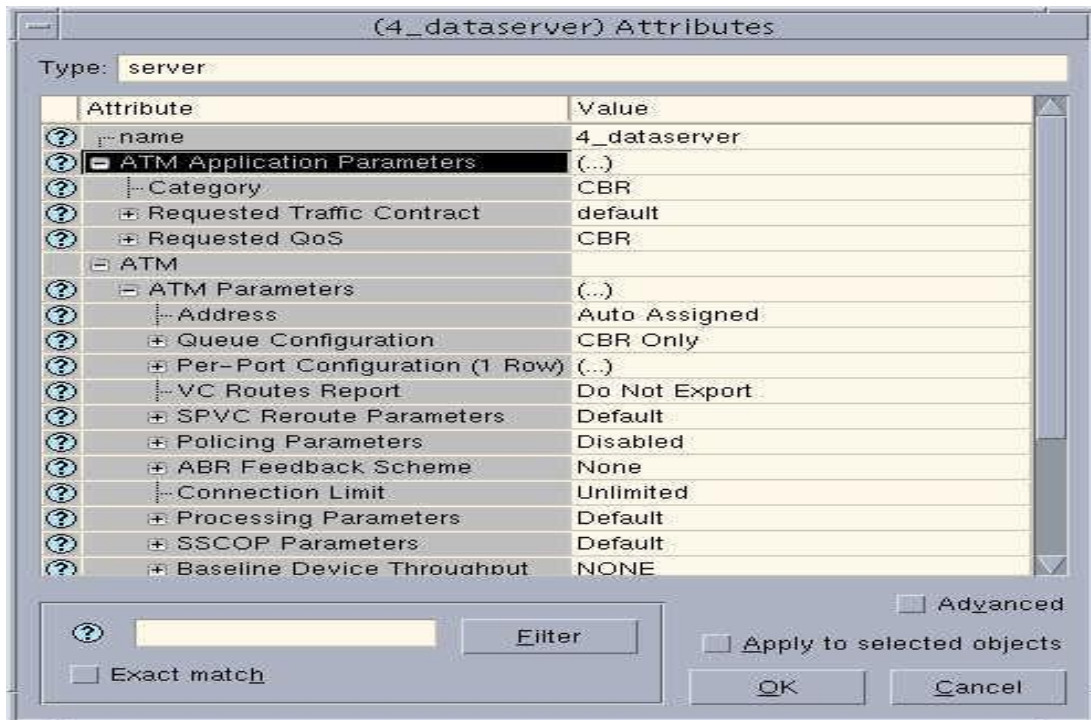 (4_dataserver) Attributes
Type: server
Attribute Value
name 4_dataserver
ATM Application Parameters (...)
Category CBR
Requested Traffic Contract default
Requested QoS CBR
ATM
ATM Parameters (...)
Address Auto Assigned
Queue Configuration CBR Only
Per-Port Configuration (1 Row) (...)
VC Routes Report Do Not Export
SPVC Reroute Parameters Default
Policing Parameters Disabled
ABR Feedback Scheme None
Connection Limit Unlimited
Processing Parameters Default
SSCOP Parameters Default
Baseline Device Throughput NONE
Advanced
Filter
Apply to selected objects
Exact match
OK Cancel